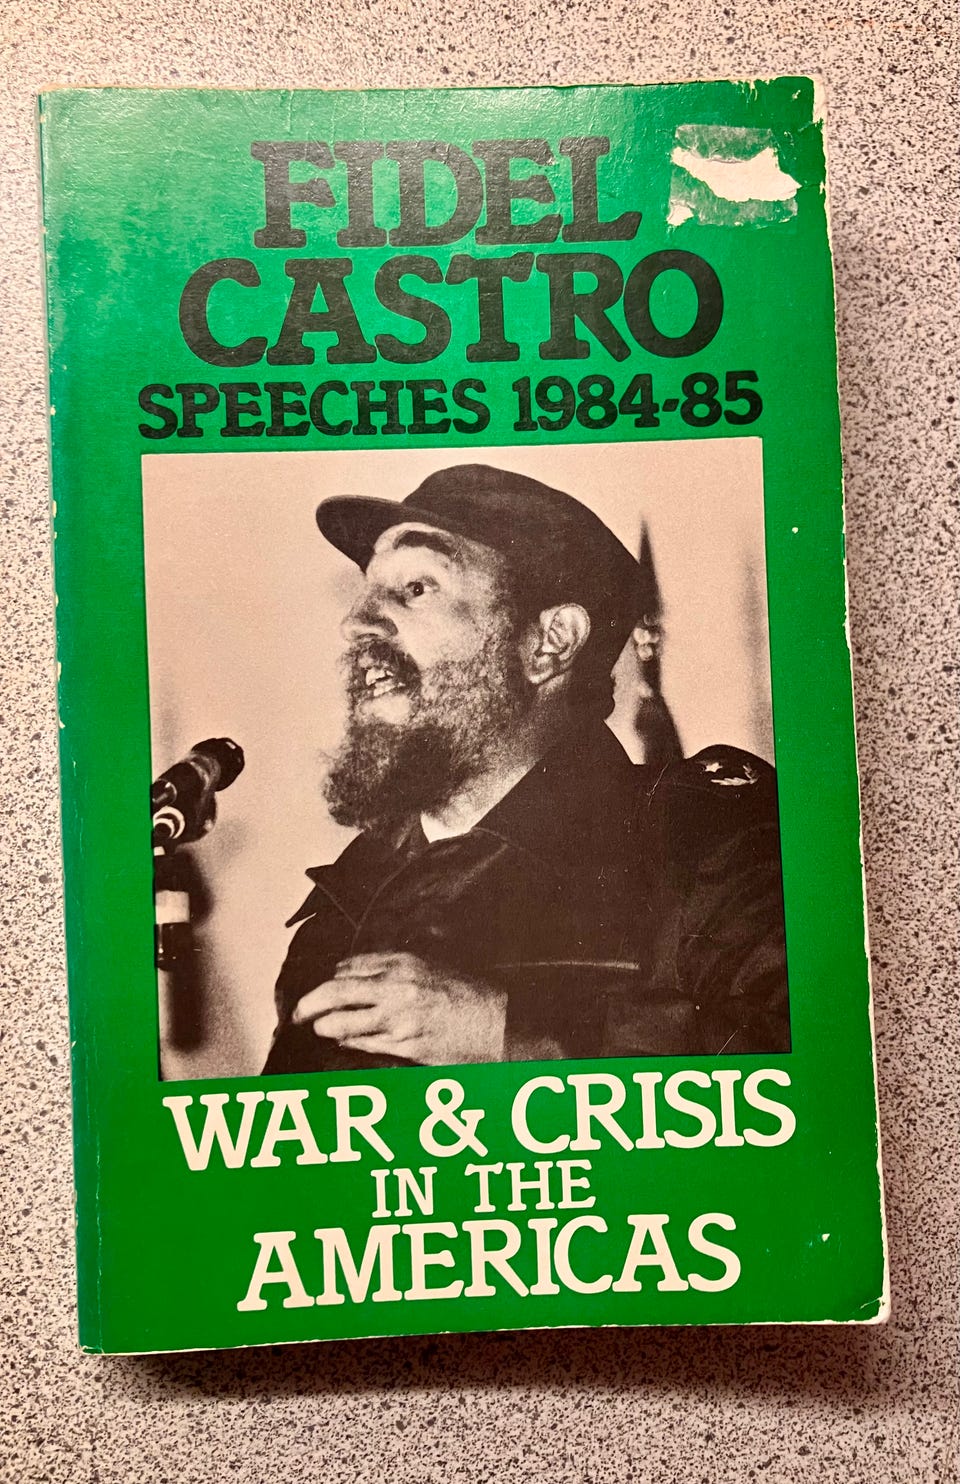 FIDEL
CASTRO
SPEECHES 1984-85
WAR & CRISIS
IN THE
AMERICAS